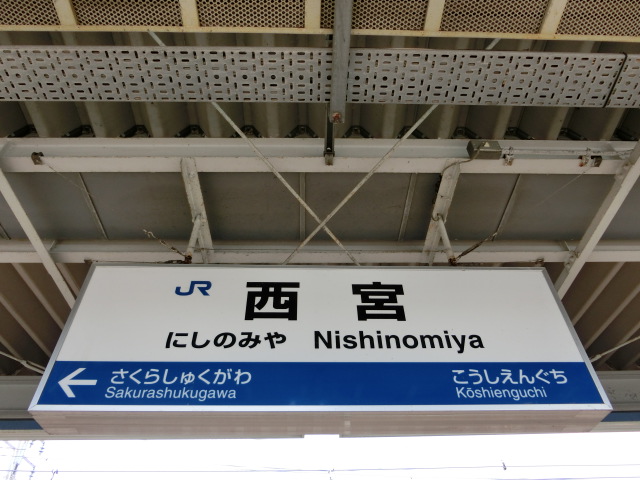 JR 西宮
にしのみや Nishinomiya
さくらしゅくがわ こうしえんぐち
Sakurashukugawa Kōshienguchi